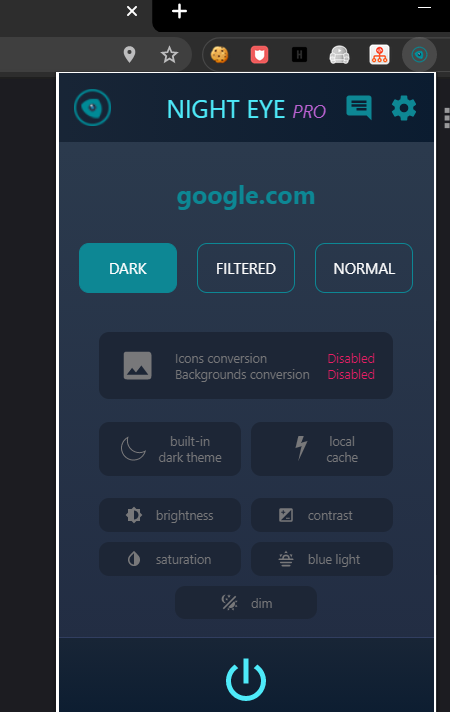 NIGHT EYE PRO
google.com
DARK FILTERED NORMAL
Icons conversion Disabled
Backgrounds conversion Disabled
built-in
dark theme
local
cache
brightness contrast
saturation blue light
dim